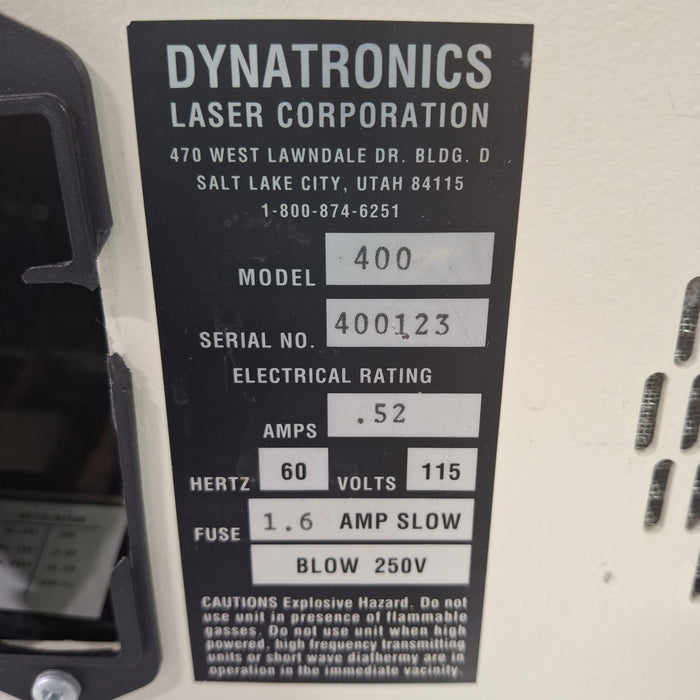 DYNATRONICS
LASER CORPORATION
470 WEST LAWNDALE DR. BLDG. D
SALT LAKE CITY, UTAH 84115
1-800-874-6251
MODEL 400
SERIAL NO. 400123
ELECTRICAL RATING
AMPS .52
HERTZ 60 VOLTS 115
FUSE 1.6 AMP SLOW
BLOW 250V
CAUTIONS Explosive Hazard. Do not
use unit in presence of flammable
gasses. Do not use unit when high
powered, high frequency transmitting
units or short wave diathermy are in
operation in the immediate vacinity.